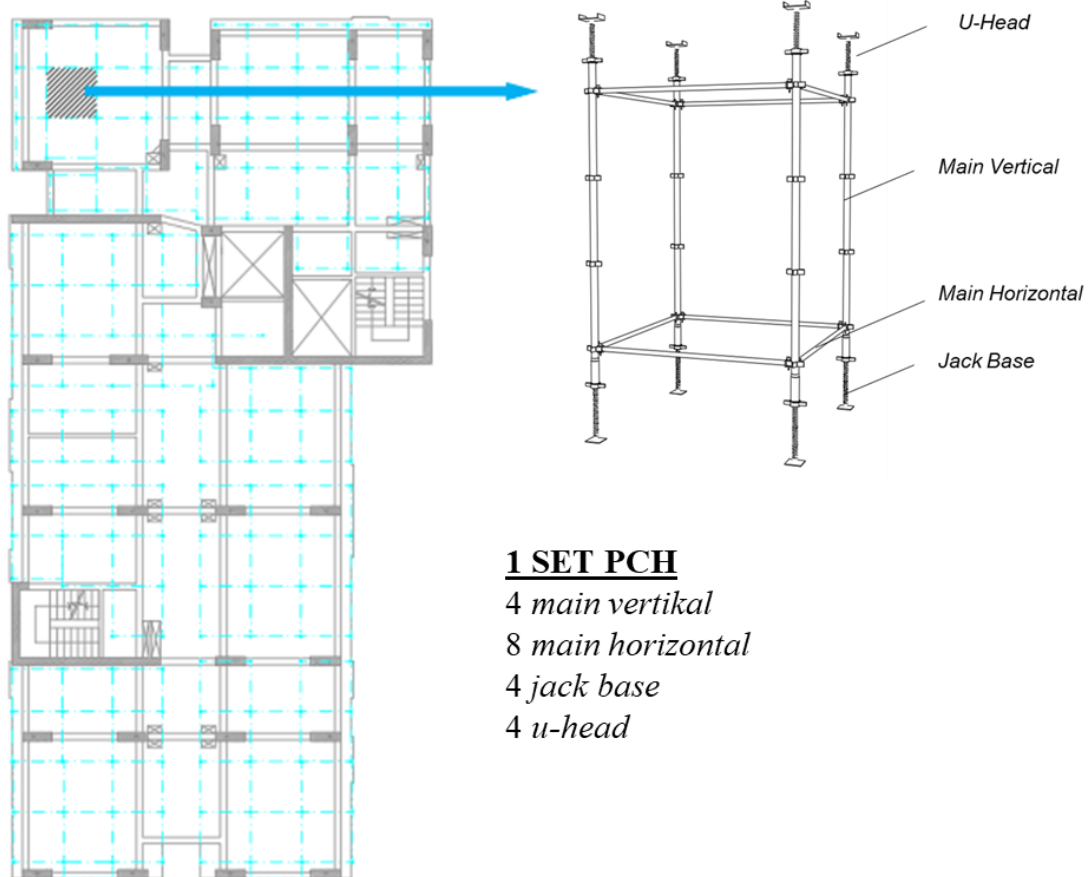 U-Head
Main Vertical
Main Horizontal
Jack Base
1 SET PCH
4 main vertikal
8 main horizontal
4 jack base
4 u-head